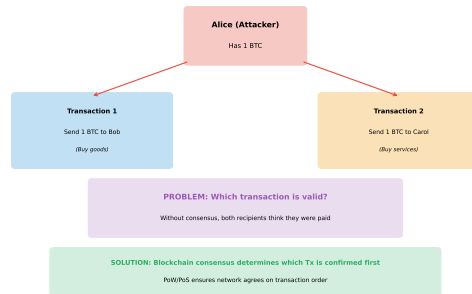 Alice (Attacker)
Has 1 BTC
Transaction 1
Send 1 BTC to Bob
(Buy goods)
Transaction 2
Send 1 BTC to Carol
(Buy services)
PROBLEM: Which transaction is valid?
Without consensus, both recipients think they were paid
SOLUTION: Blockchain consensus determines which Tx is confirmed first
PoW/PoS ensures network agrees on transaction order